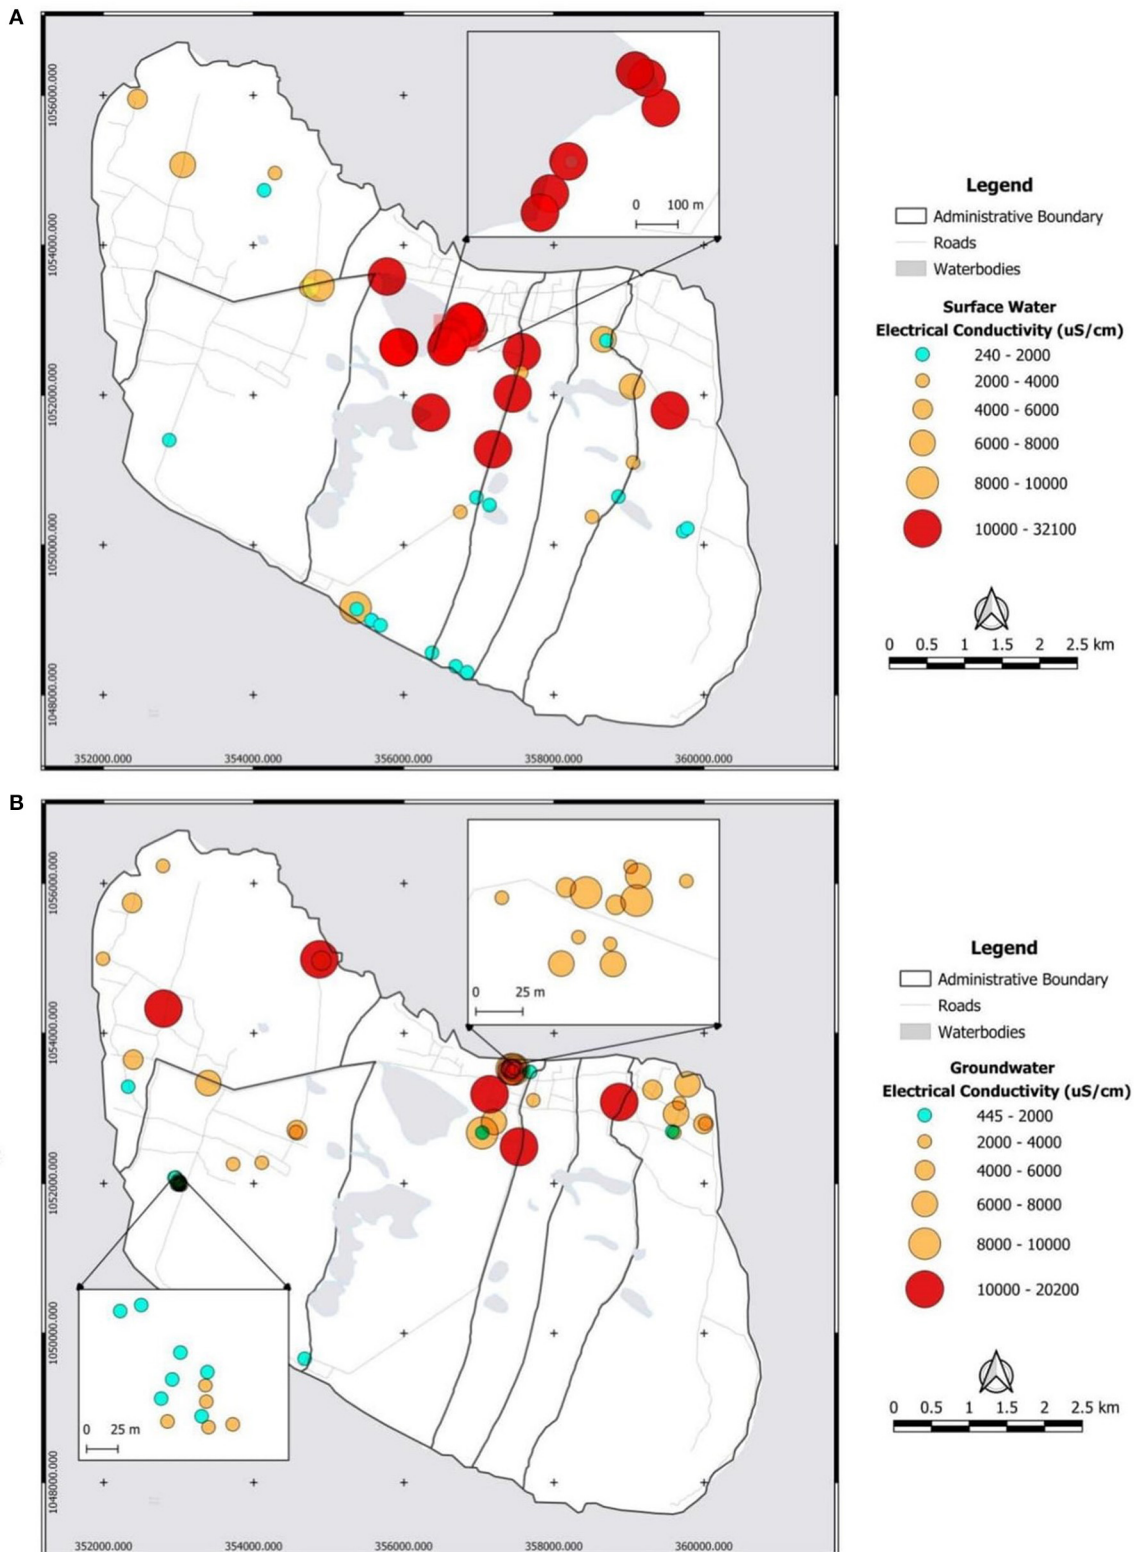 A
1056000.000
1054000.000
1052000.000
1050000.000
1048000.000
0 100 m
352000.000 354000.000 356000.000 358000.000 360000.000
Legend
Administrative Boundary
Roads
Waterbodies
Surface Water
Electrical Conductivity (uS/cm)
240 - 2000
2000 - 4000
4000 - 6000
6000 - 8000
8000 - 10000
10000 - 32100
0 0.5 1 1.5 2 2.5 km
B
1056000.000
1054000.000
1052000.000
1050000.000
1048000.000
0 25 m
0 25 m
352000.000 354000.000 356000.000 358000.000 360000.000
Legend
Administrative Boundary
Roads
Waterbodies
Groundwater
Electrical Conductivity (uS/cm)
445 - 2000
2000 - 4000
4000 - 6000
6000 - 8000
8000 - 10000
10000 - 20200
0 0.5 1 1.5 2 2.5 km